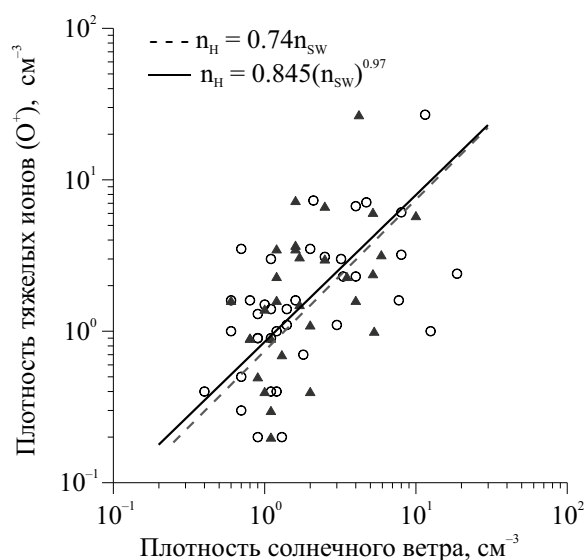 n_H = 0.74n_SW
n_H = 0.845(n_SW)^0.97
Плотность тяжелых ионов (O⁺), см⁻³
10²
10¹
10⁰
10⁻¹
10⁻¹ 10⁰ 10¹ 10²
Плотность солнечного ветра, см⁻³